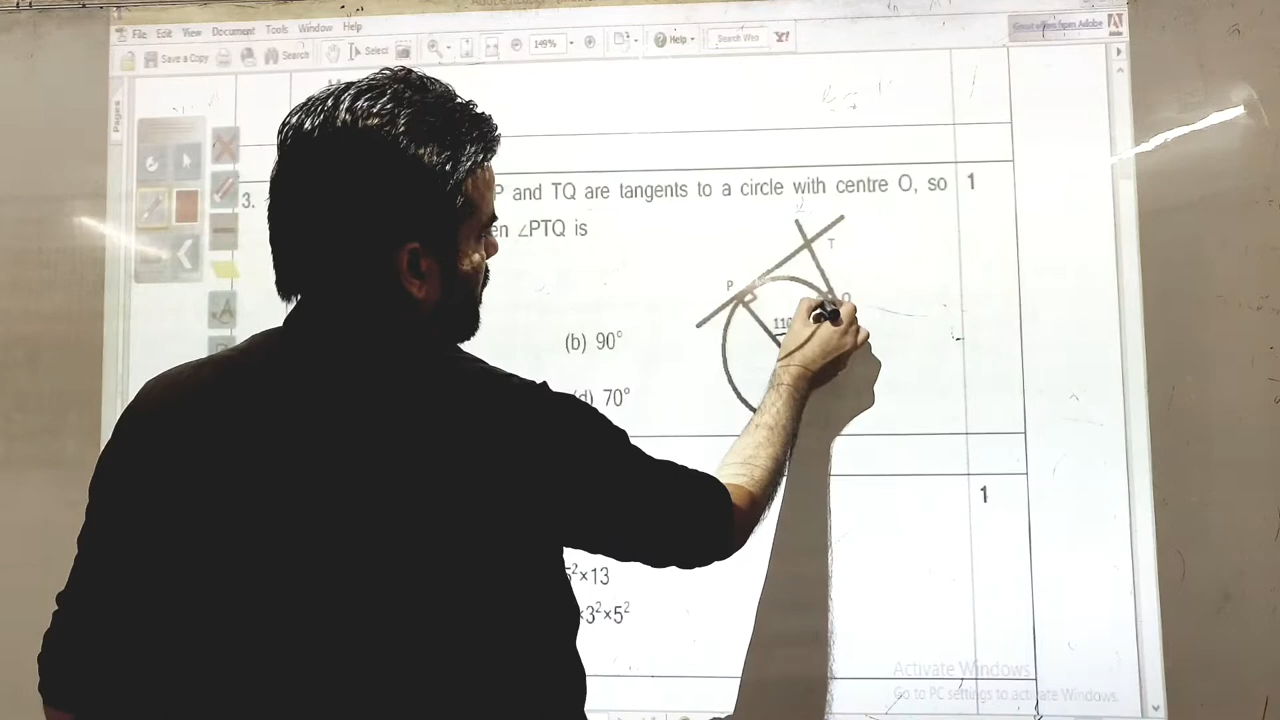 File Edit View Document Tools Window Help
Save a Copy Search Select 149% Help Search Web Y!
Pages
3. P and TQ are tangents to a circle with centre O, so 1
en ∠PTQ is
T
P
Q
110
(b) 90°
(d) 70°
1
5²×13
×3²×5²
Activate Windows
Go to PC settings to activate Windows.